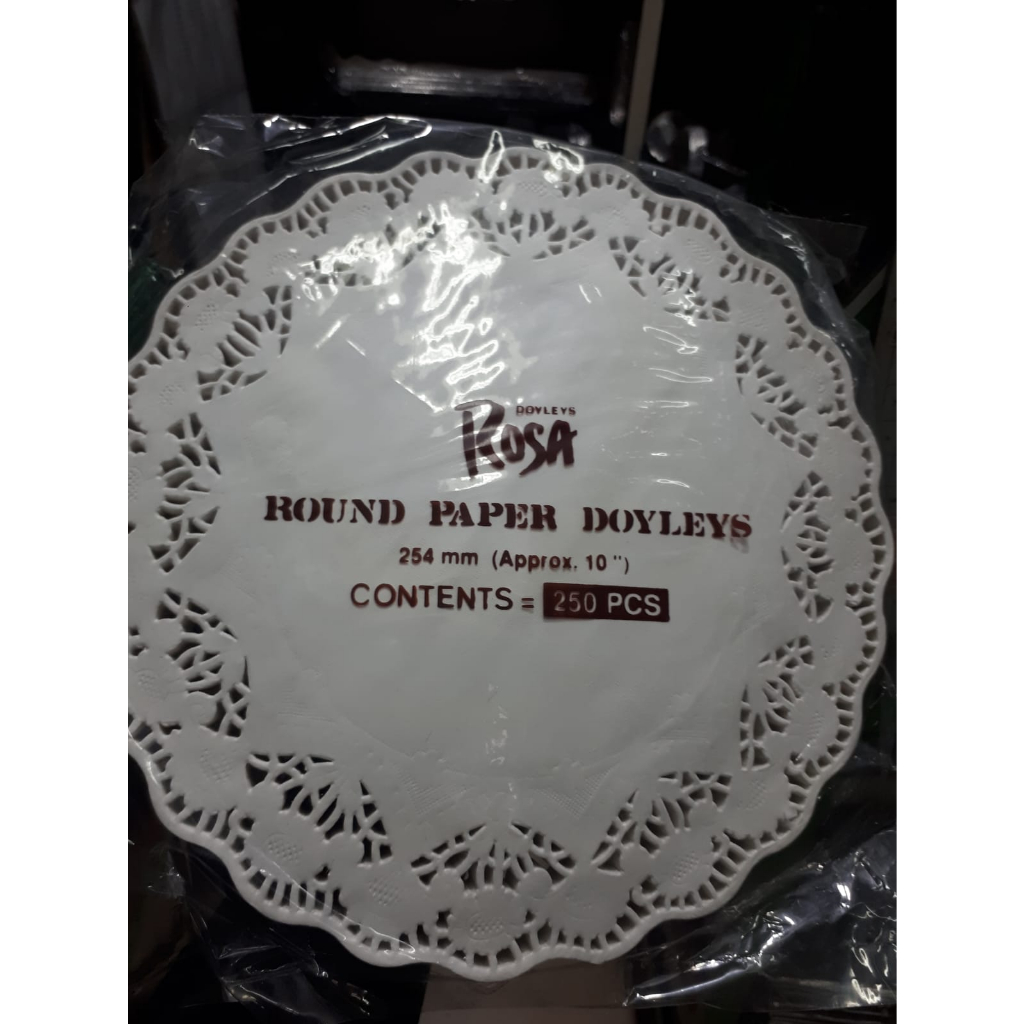 DOYLEYS
ROSA
ROUND PAPER DOYLEYS
254 mm (Approx. 10")
CONTENTS = 250 PCS